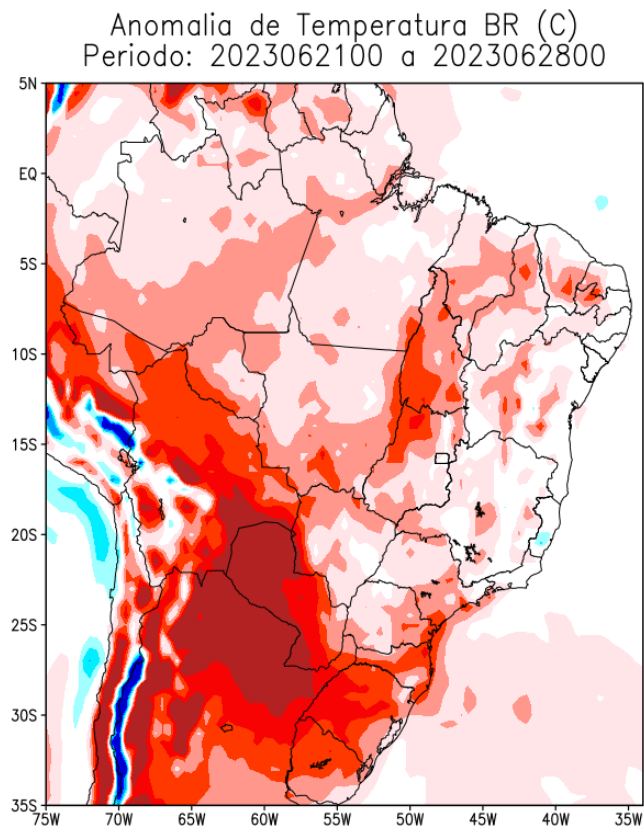 Anomalia de Temperatura BR (C)
Periodo: 2023062100 a 2023062800
5N
EQ
5S
10S
15S
20S
25S
30S
35S
75W 70W 65W 60W 55W 50W 45W 40W 35W